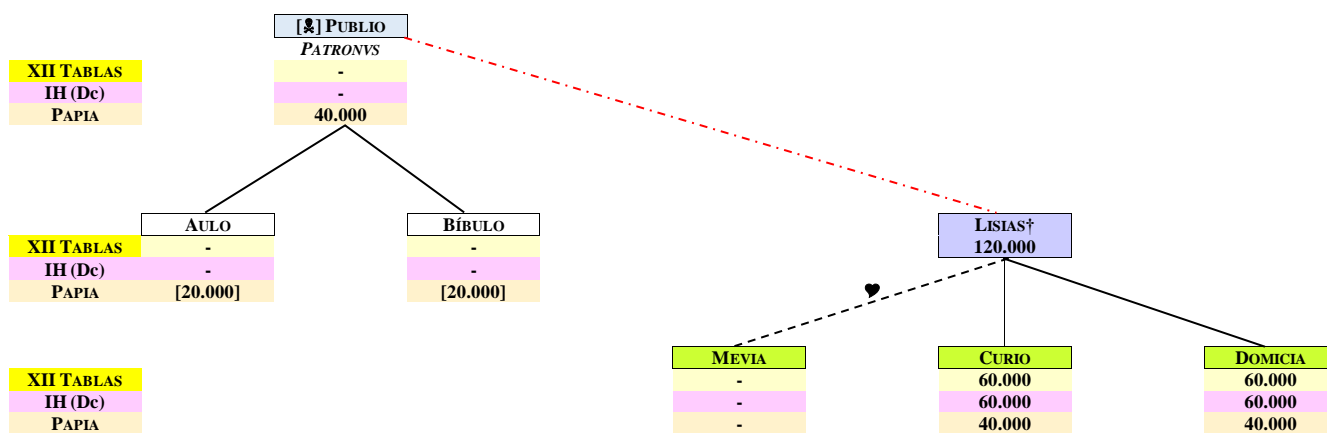 [☠] PUBLIO
PATRONVS
XII TABLAS - 
IH (DC) -
PAPIA 40.000
AULO BÍBULO LISIAS†
XII TABLAS - - 120.000
IH (DC) - -
PAPIA [20.000] [20.000]
MEVIA CURIO DOMICIA
XII TABLAS - 60.000 60.000
IH (DC) - 60.000 60.000
PAPIA - 40.000 40.000